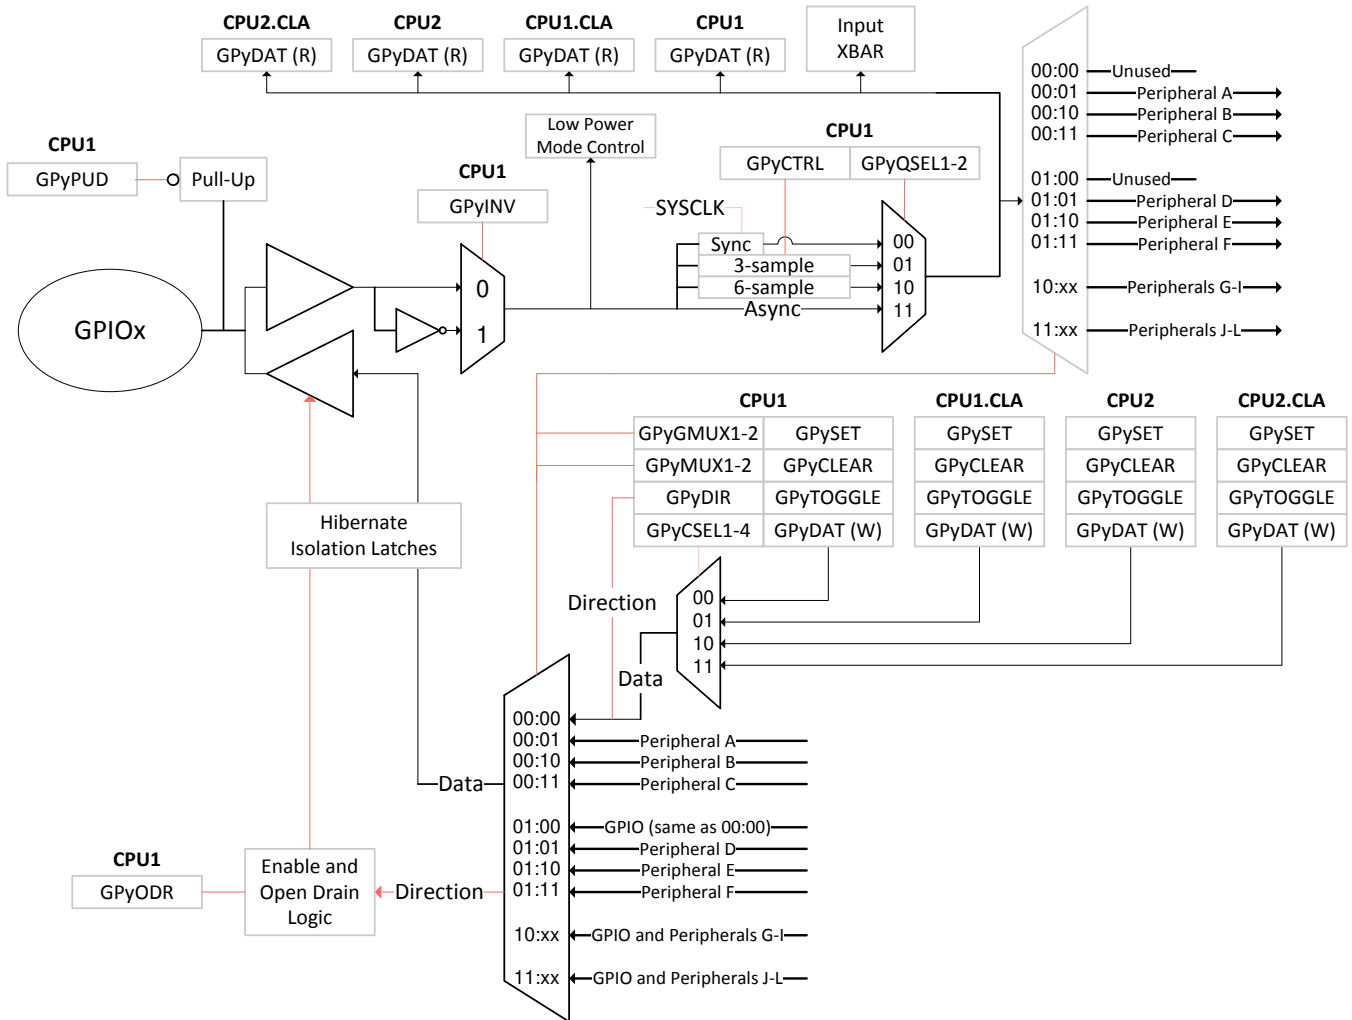 CPU2.CLA
GPyDAT (R)
CPU2
GPyDAT (R)
CPU1.CLA
GPyDAT (R)
CPU1
GPyDAT (R)
Input
XBAR
00:00
Unused
00:01
Peripheral A
00:10
Peripheral B
00:11
Peripheral C
01:00
Unused
01:01
Peripheral D
01:10
Peripheral E
01:11
Peripheral F
10:xx
Peripherals G-I
11:xx
Peripherals J-L
CPU1
GPyPUD
Pull-Up
Low Power
Mode Control
CPU1
GPyCTRL
GPyQSEL1-2
CPU1
GPyINV
SYSCLK
Sync
3-sample
6-sample
Async
00
01
10
11
0
1
GPIOx
CPU1
GPyGMUX1-2
GPySET
GPyMUX1-2
GPyCLEAR
GPyDIR
GPyTOGGLE
GPyCSEL1-4
GPyDAT (W)
CPU1.CLA
GPySET
GPyCLEAR
GPyTOGGLE
GPyDAT (W)
CPU2
GPySET
GPyCLEAR
GPyTOGGLE
GPyDAT (W)
CPU2.CLA
GPySET
GPyCLEAR
GPyTOGGLE
GPyDAT (W)
Hibernate
Isolation Latches
00
01
10
11
Direction
Data
00:00
00:01
Peripheral A
00:10
Peripheral B
00:11
Peripheral C
Data
01:00
GPIO (same as 00:00)
01:01
Peripheral D
01:10
Peripheral E
01:11
Peripheral F
10:xx
GPIO and Peripherals G-I
11:xx
GPIO and Peripherals J-L
CPU1
GPyODR
Enable and
Open Drain
Logic
Direction